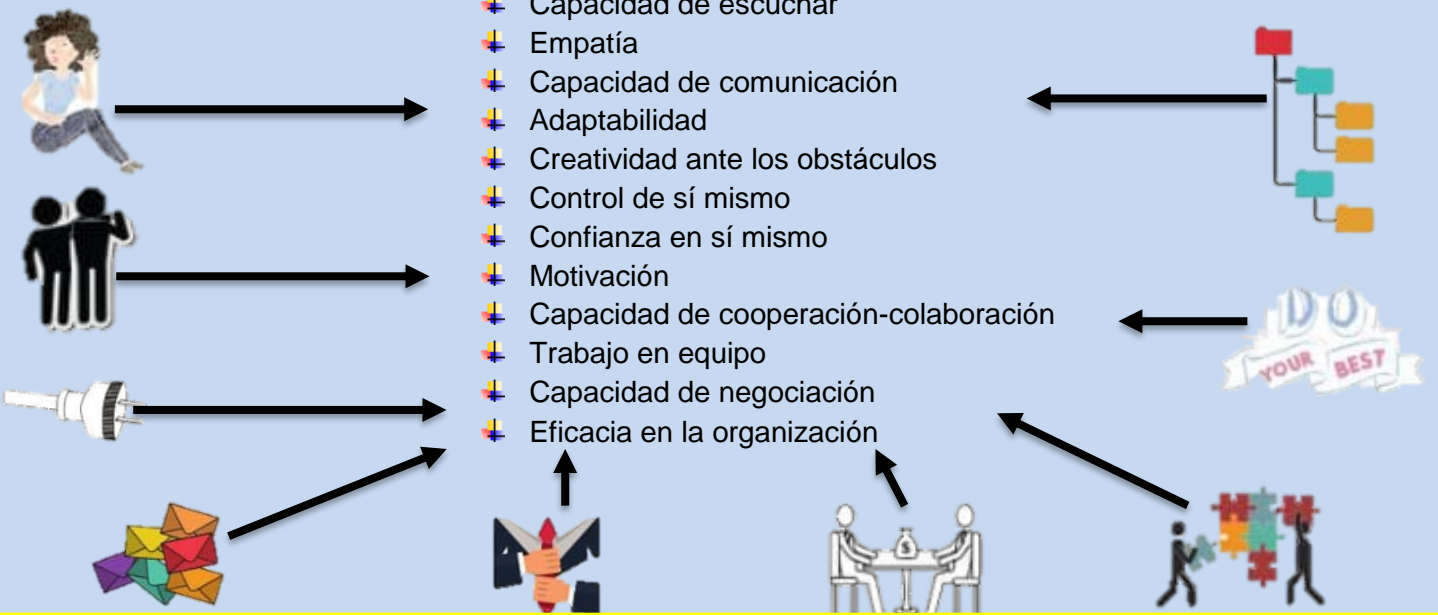 Capacidad de escuchar
Empatía
Capacidad de comunicación
Adaptabilidad
Creatividad ante los obstáculos
Control de sí mismo
Confianza en sí mismo
Motivación
Capacidad de cooperación-colaboración
Trabajo en equipo
Capacidad de negociación
Eficacia en la organización
DO
YOUR BEST
$